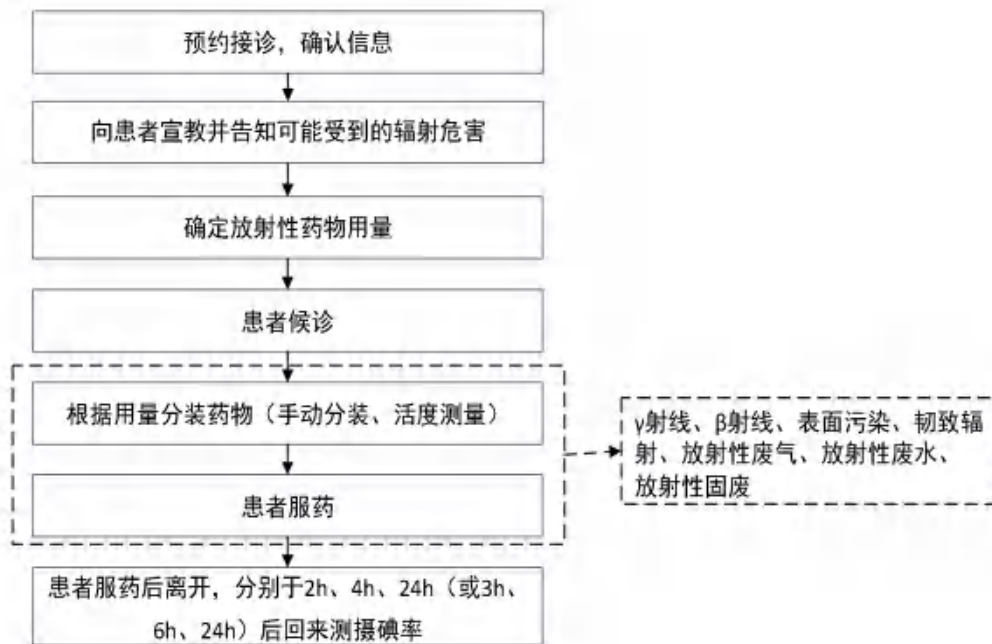 预约接诊，确认信息
向患者宣教并告知可能受到的辐射危害
确定放射性药物用量
患者候诊
根据用量分装药物（手动分装、活度测量）
γ射线、β射线、表面污染、韧致辐
射、放射性废气、放射性废水、
放射性固废
患者服药
患者服药后离开，分别于2h、4h、24h（或3h、
6h、24h）后回来测摄碘率